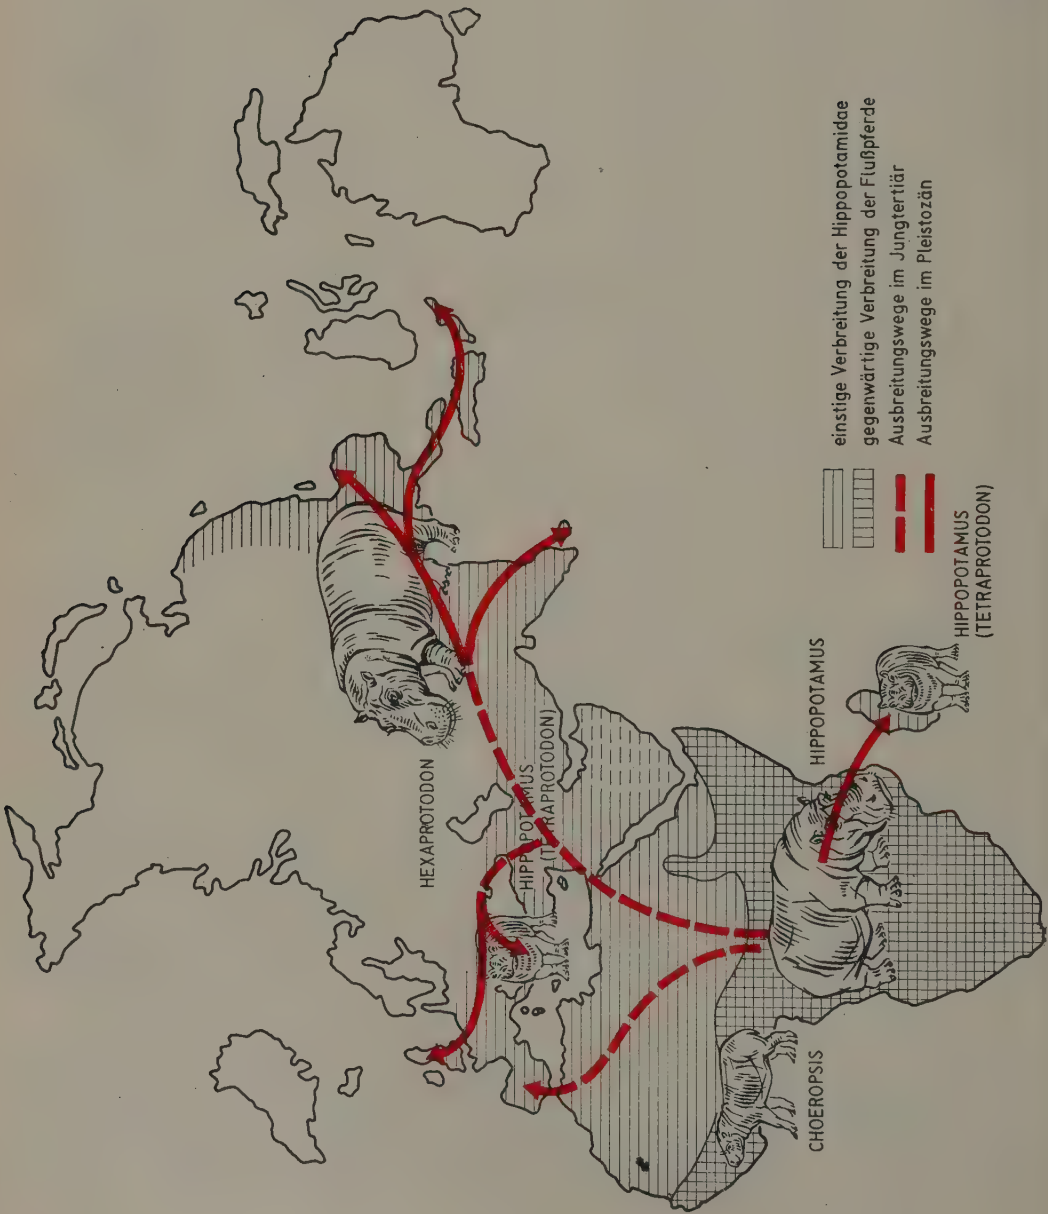 HEXAPROTODON
HIPPOPOTAMUS
(TETRAPROTODON)
CHOEROPSIS
HIPPOPOTAMUS
HIPPOPOTAMUS
(TETRAPROTODON)
einstige Verbreitung der Hippopotamidae
gegenwärtige Verbreitung der Flußpferde
Ausbreitungswege im Jungtertiär
Ausbreitungswege im Pleistozän